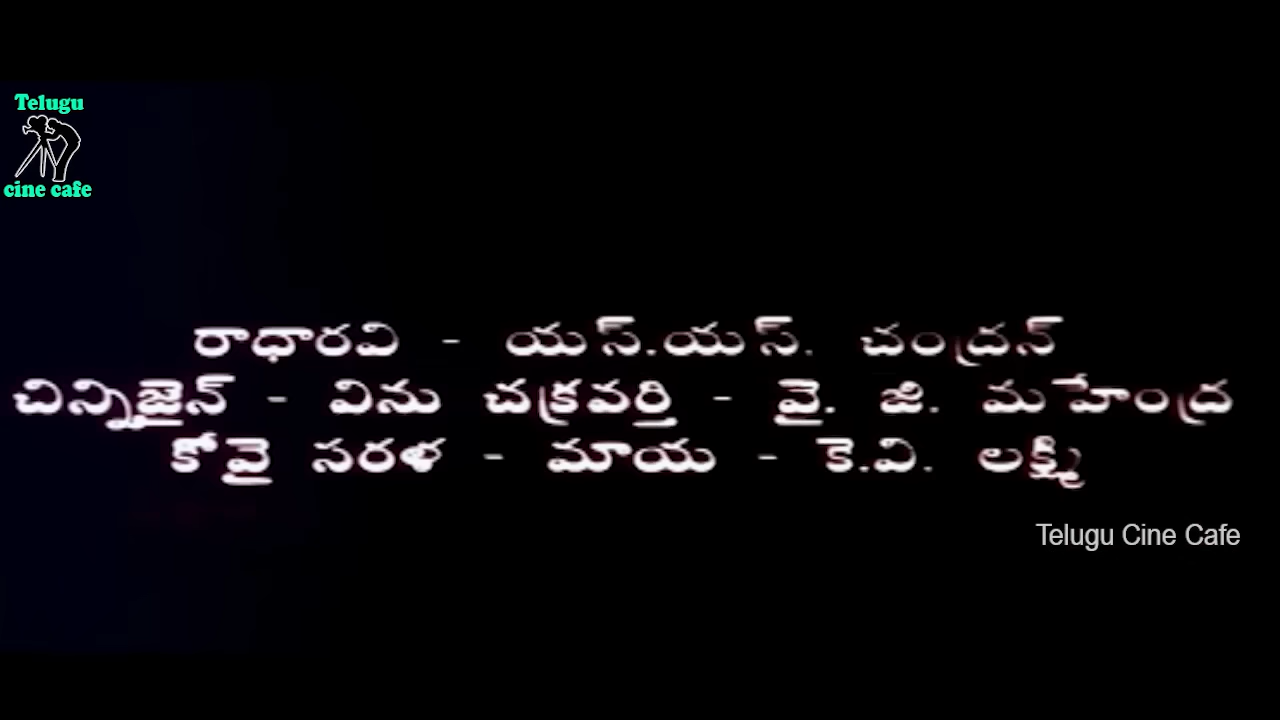 Telugu
cine cafe
రాధారవి - యస్.యస్. చంద్రన్
చిన్నిజైన్ - విను చక్రవర్తి - వై. జి. మహేంద్ర
కోవై సరళ - మాయ - కె.వి. లక్ష్మి
Telugu Cine Cafe